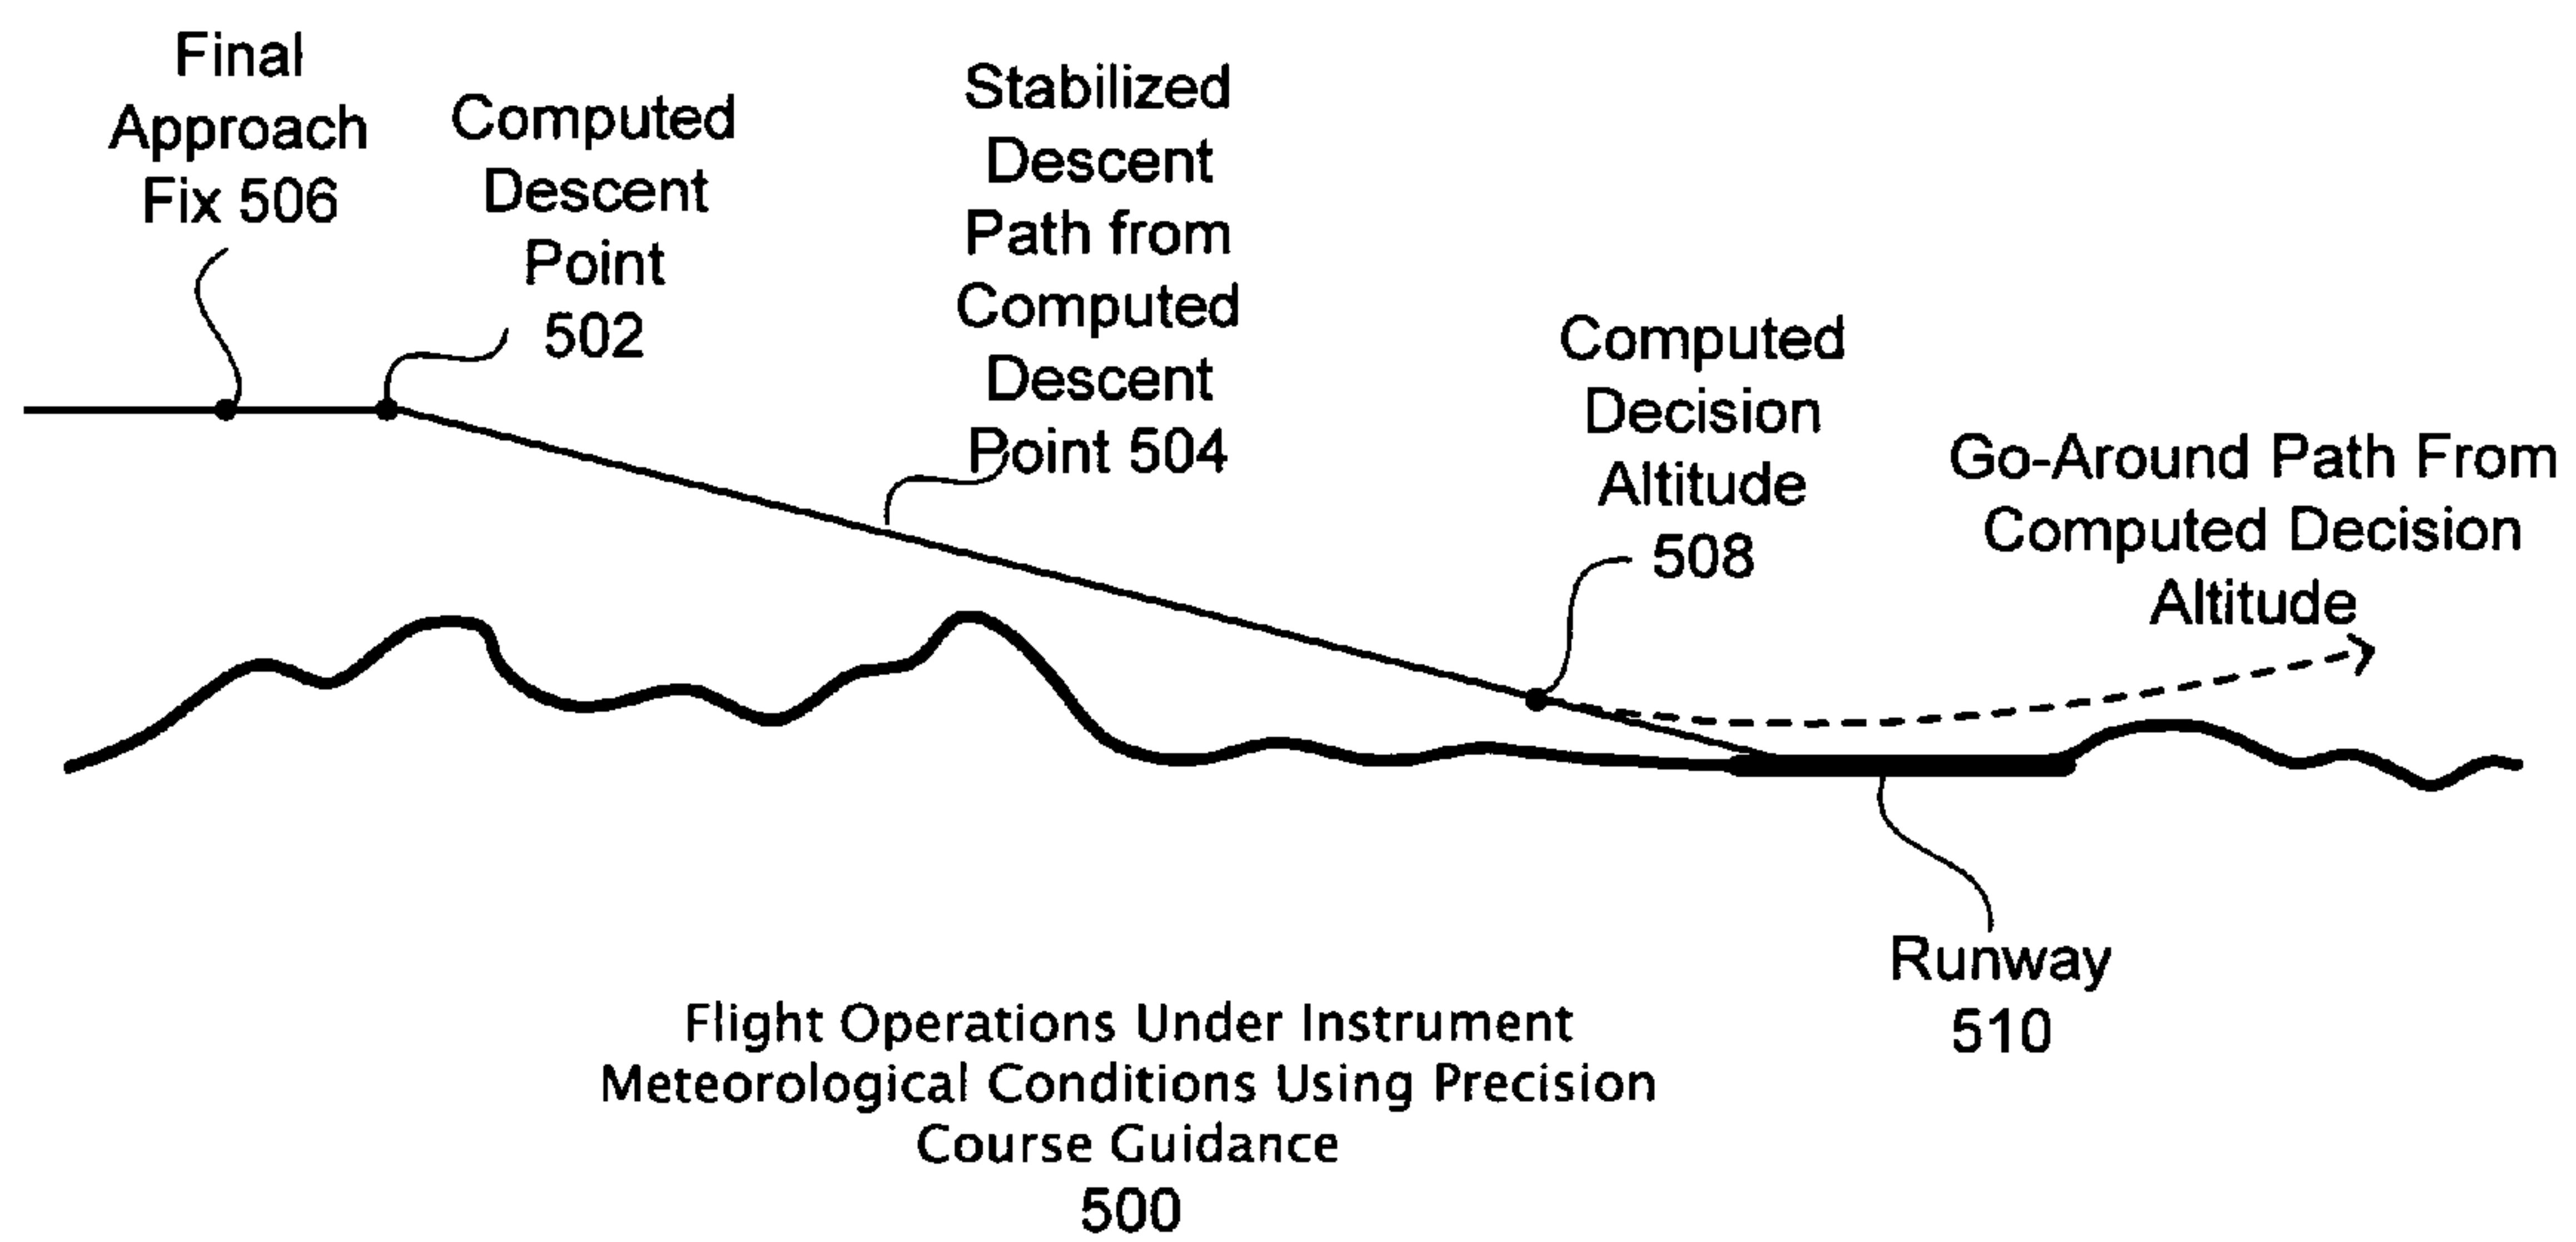 Final
Approach
Fix 506
Computed
Descent
Point
502
Stabilized
Descent
Path from
Computed
Descent
Point 504
Computed
Decision
Altitude
508
Go-Around Path From
Computed Decision
Altitude
Runway
510
Flight Operations Under Instrument
Meteorological Conditions Using Precision
Course Guidance
500